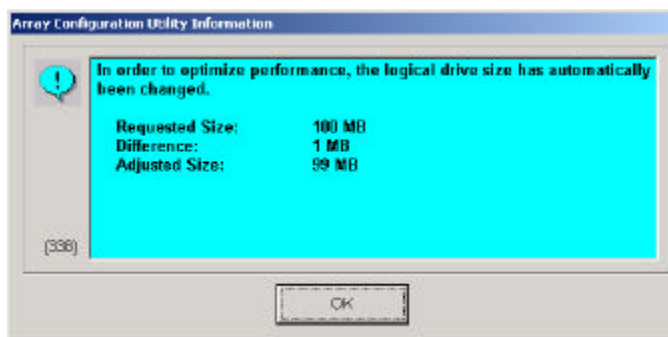 Array Configuration Utility Information
In order to optimize performance, the logical drive size has automatically
been changed.
Requested Size: 100 MB
Difference: 1 MB
Adjusted Size: 99 MB
(338)
OK